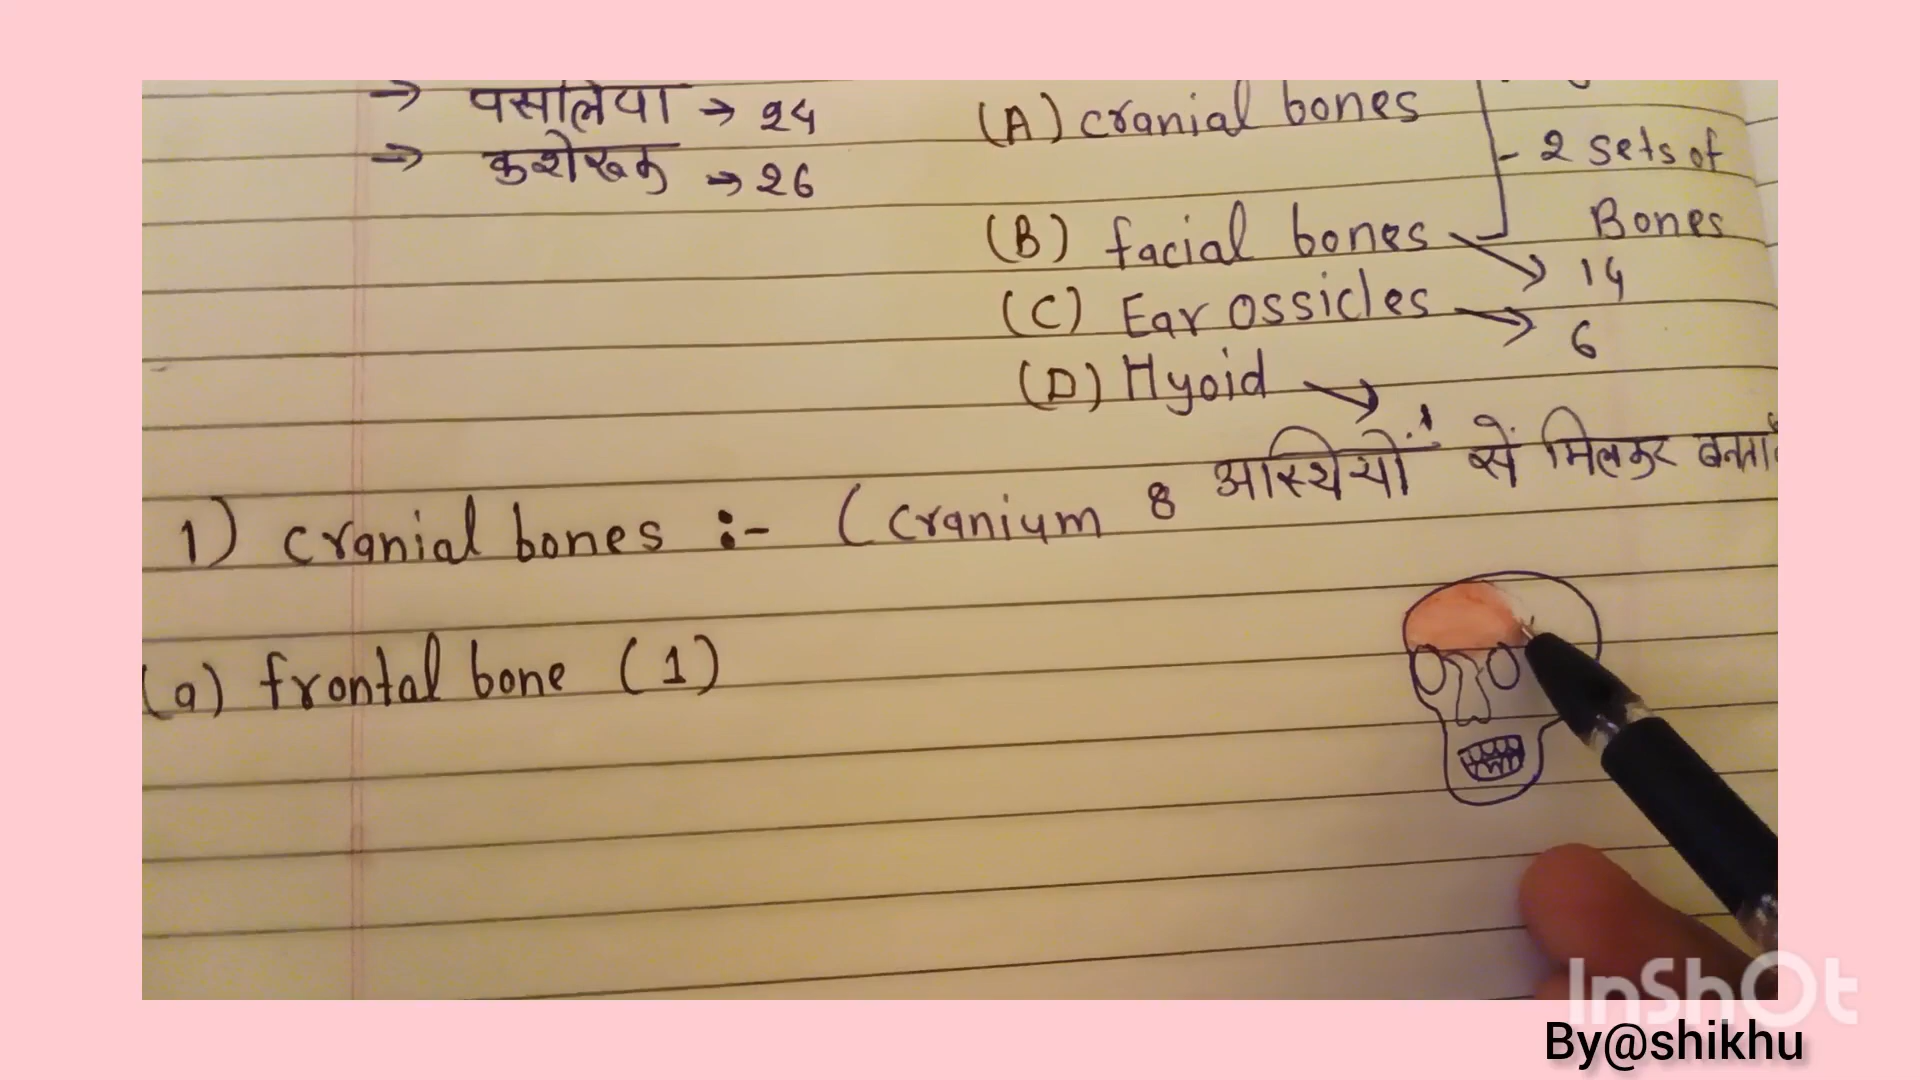 → पसलिया → 24
→ कशेरूक → 26
(A) cranial bones
- 2 sets of
Bones
(B) facial bones → 14
(C) Ear ossicles → 6
(D) Hyoid → 1
1) cranial bones :- ( cranium 8 अस्थियों से मिलकर बनता
(a) frontal bone (1)
InShOt
By@shikhu